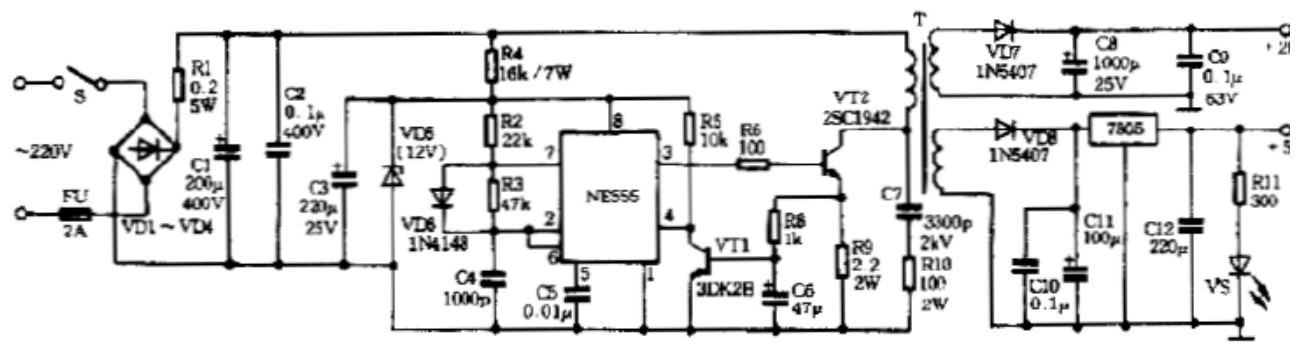 ~220V
S
FU
2A
VD1 ~ VD4
R1
0.2
5W
C1
200μ
400V
C2
0.1μ
400V
C3
220μ
25V
R4
16k/7W
VD5
(12V)
R2
22k
VD6
1N4148
R3
47k
C4
1000p
7
8
3
NE555
2
4
6
5
1
C5
0.01μ
R5
10k
R6
100
VT1
3DK2B
VT2
2SC1942
R8
1k
C6
47μ
R9
2.2
2W
C7
3300p
2kV
R10
100
2W
T
VD7
1N5407
C8
1000μ
25V
C9
0.1μ
63V
VD8
1N5407
7805
C10
0.1μ
C11
100μ
C12
220μ
R11
300
VS